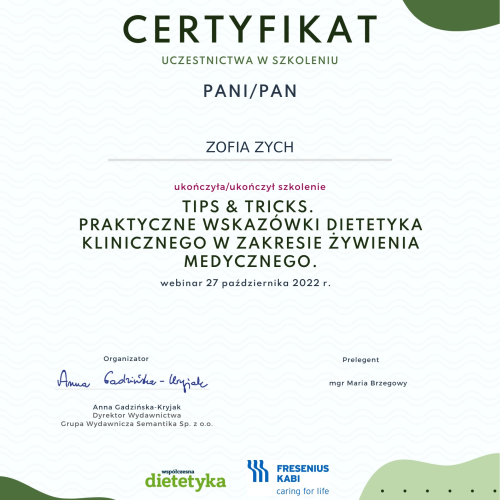 CERTYFIKAT
UCZESTNICTWA W SZKOLENIU
PANI/PAN
ZOFIA ZYCH
ukończyła/ukończył szkolenie
TIPS & TRICKS.
PRAKTYCZNE WSKAZÓWKI DIETETYKA
KLINICZNEGO W ZAKRESIE ŻYWIENIA
MEDYCZNEGO.
webinar 27 października 2022 r.
Organizator
Prelegent
Anna Gadzińska-Kryjak
mgr Maria Brzegowy
Anna Gadzińska-Kryjak
Dyrektor Wydawnictwa
Grupa Wydawnicza Semantika Sp. z o.o.
współczesna
dietetyka
FRESENIUS
KABI
caring for life